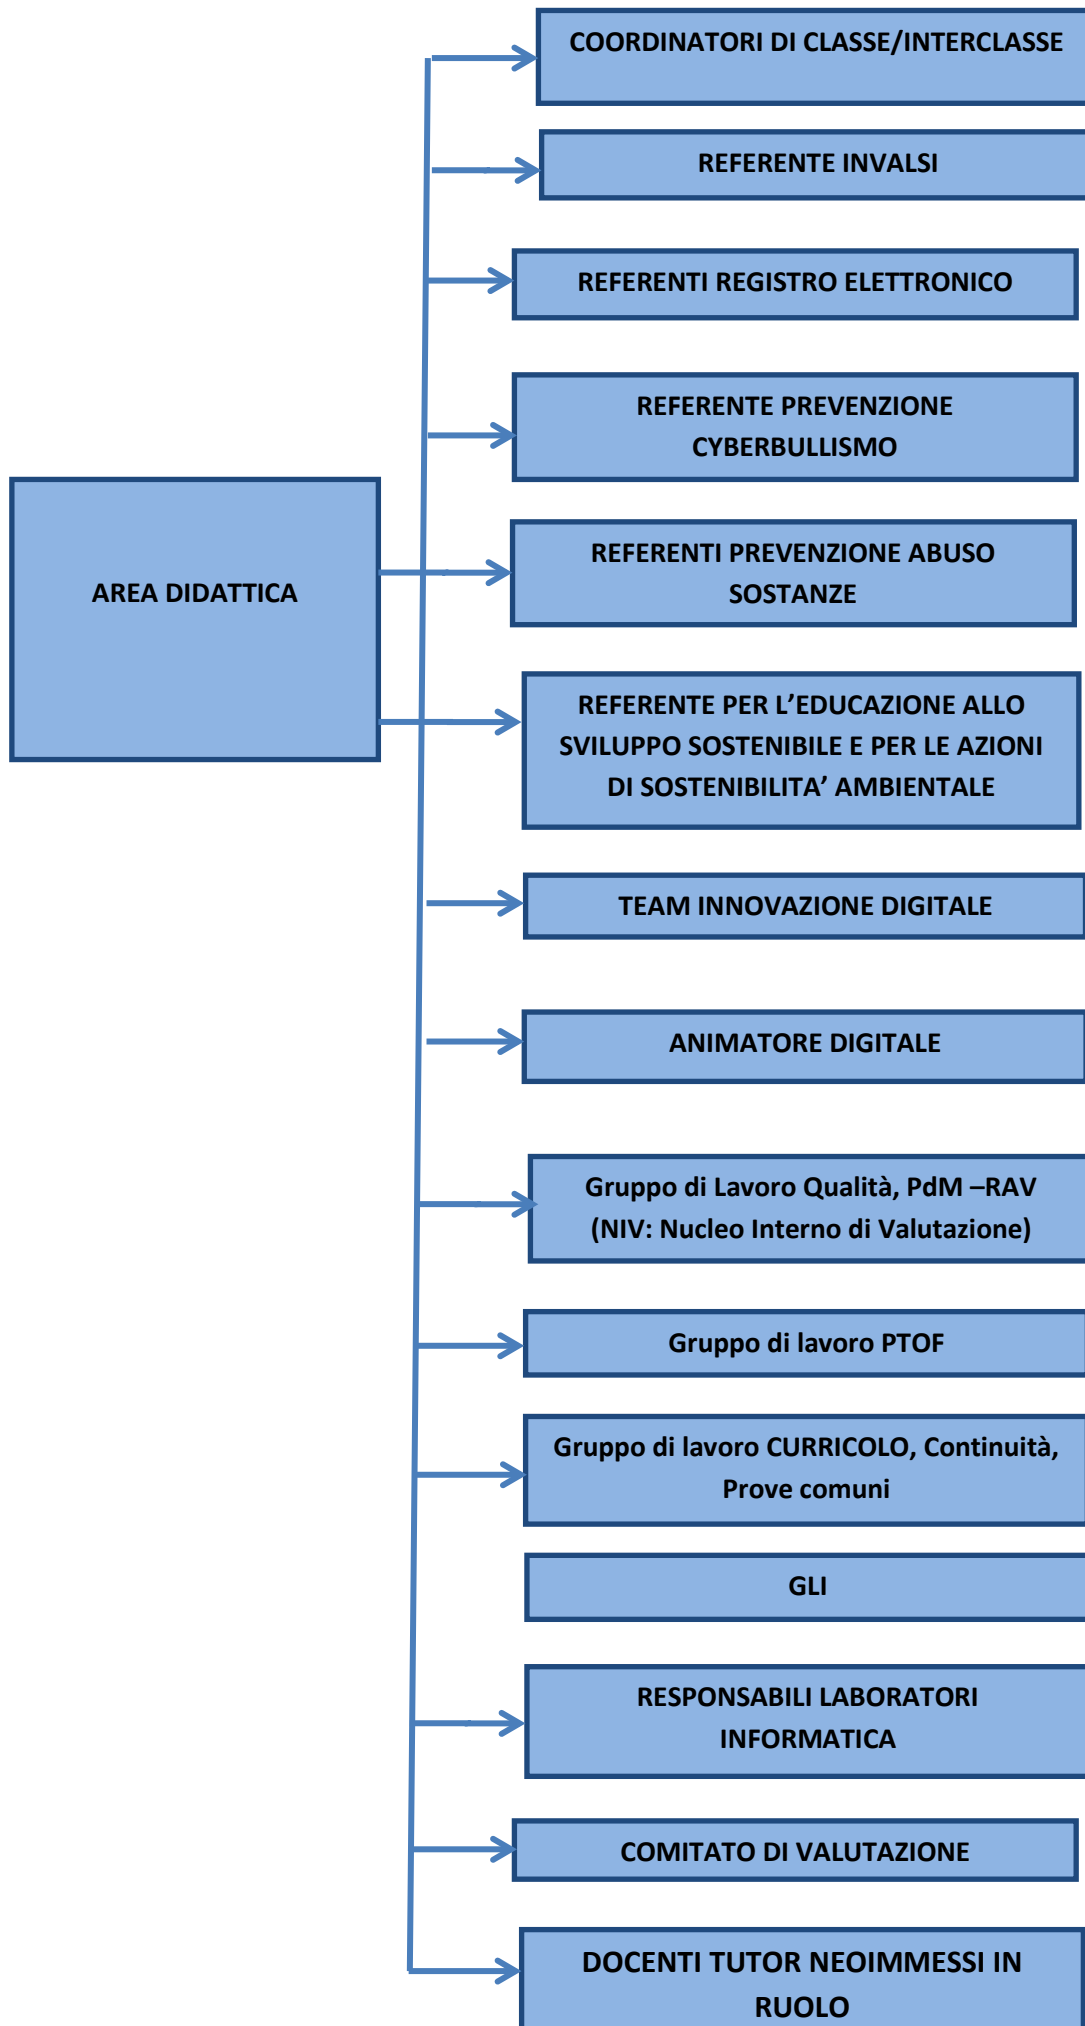 COORDINATORI DI CLASSE/INTERCLASSE
REFERENTE INVALSI
REFERENTI REGISTRO ELETTRONICO
REFERENTE PREVENZIONE
CYBERBULLISMO
AREA DIDATTICA
REFERENTI PREVENZIONE ABUSO
SOSTANZE
REFERENTE PER L’EDUCAZIONE ALLO
SVILUPPO SOSTENIBILE E PER LE AZIONI
DI SOSTENIBILITA’ AMBIENTALE
TEAM INNOVAZIONE DIGITALE
ANIMATORE DIGITALE
Gruppo di Lavoro Qualità, PdM –RAV
(NIV: Nucleo Interno di Valutazione)
Gruppo di lavoro PTOF
Gruppo di lavoro CURRICOLO, Continuità,
Prove comuni
GLI
RESPONSABILI LABORATORI
INFORMATICA
COMITATO DI VALUTAZIONE
DOCENTI TUTOR NEOIMMESSI IN
RUOLO